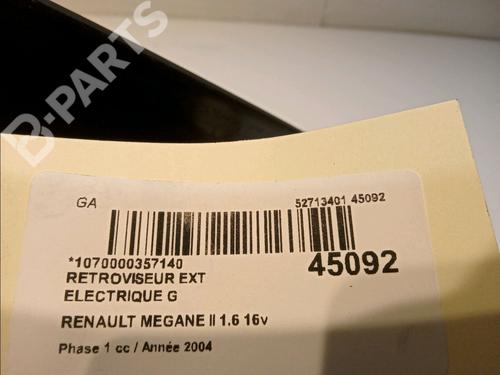 B-PARTS
GA
52713401 45092
*1070000357140
45092
RETROVISEUR EXT
ELECTRIQUE G
RENAULT MEGANE II 1.6 16v
Phase 1 cc / Année 2004